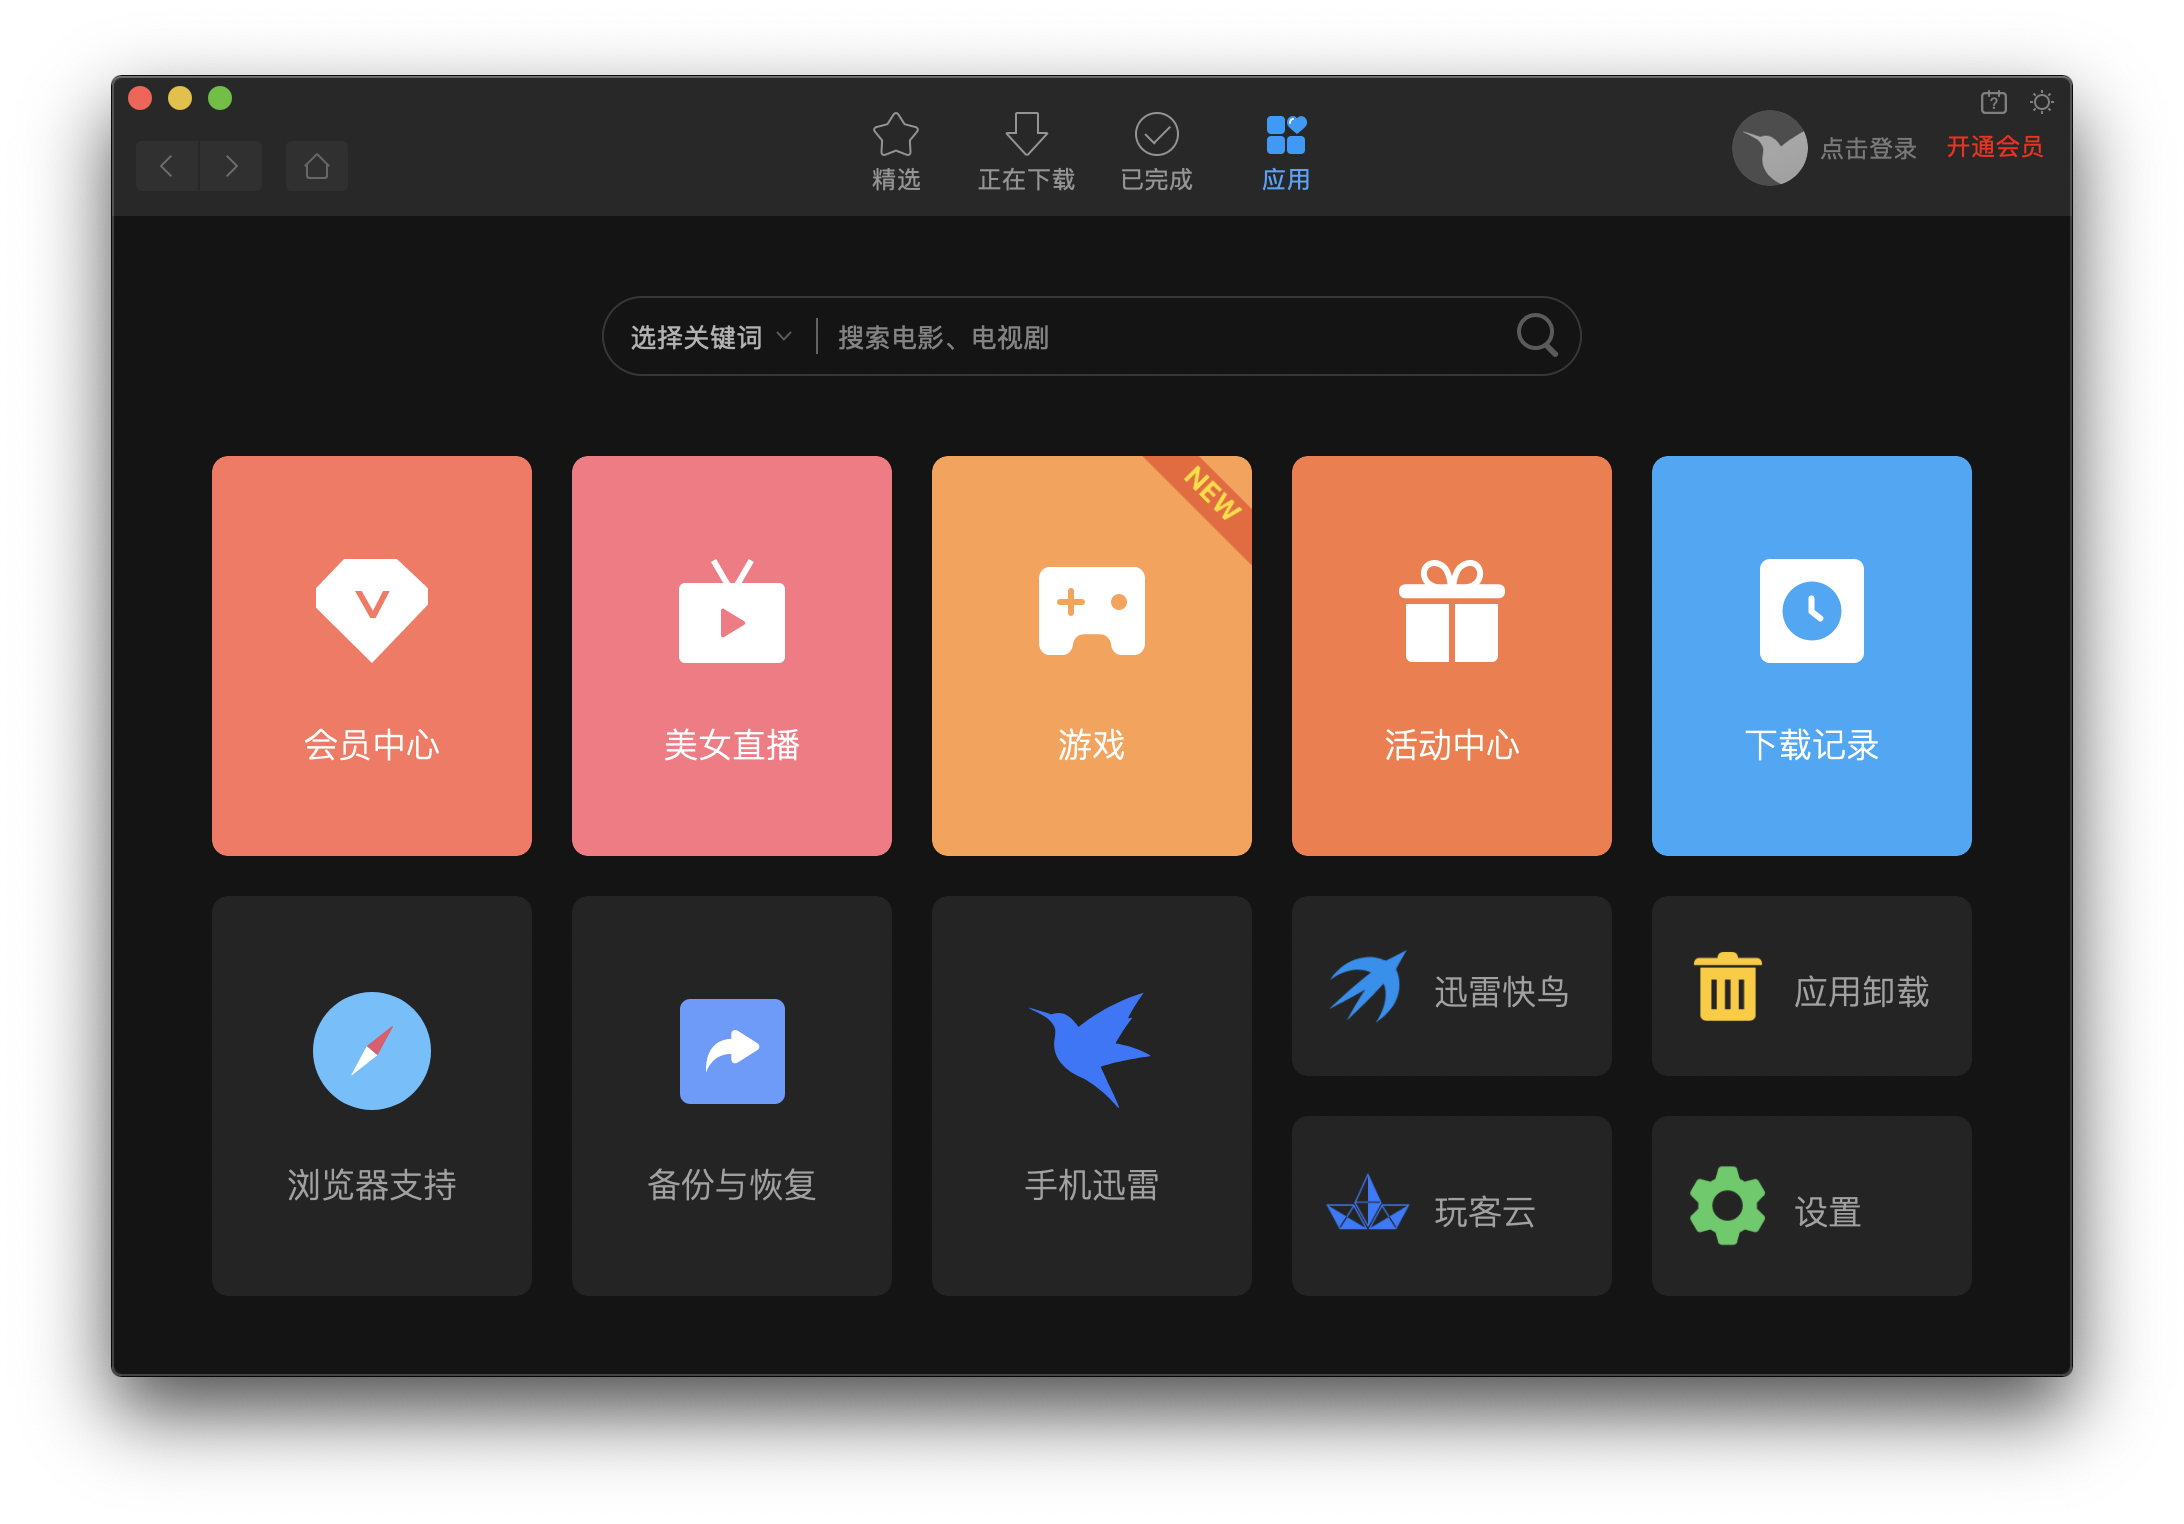 精选
正在下载
已完成
应用
点击登录
开通会员
选择关键词
搜索电影、电视剧
会员中心
美女直播
NEW
游戏
活动中心
下载记录
浏览器支持
备份与恢复
手机迅雷
迅雷快鸟
应用卸载
玩客云
设置